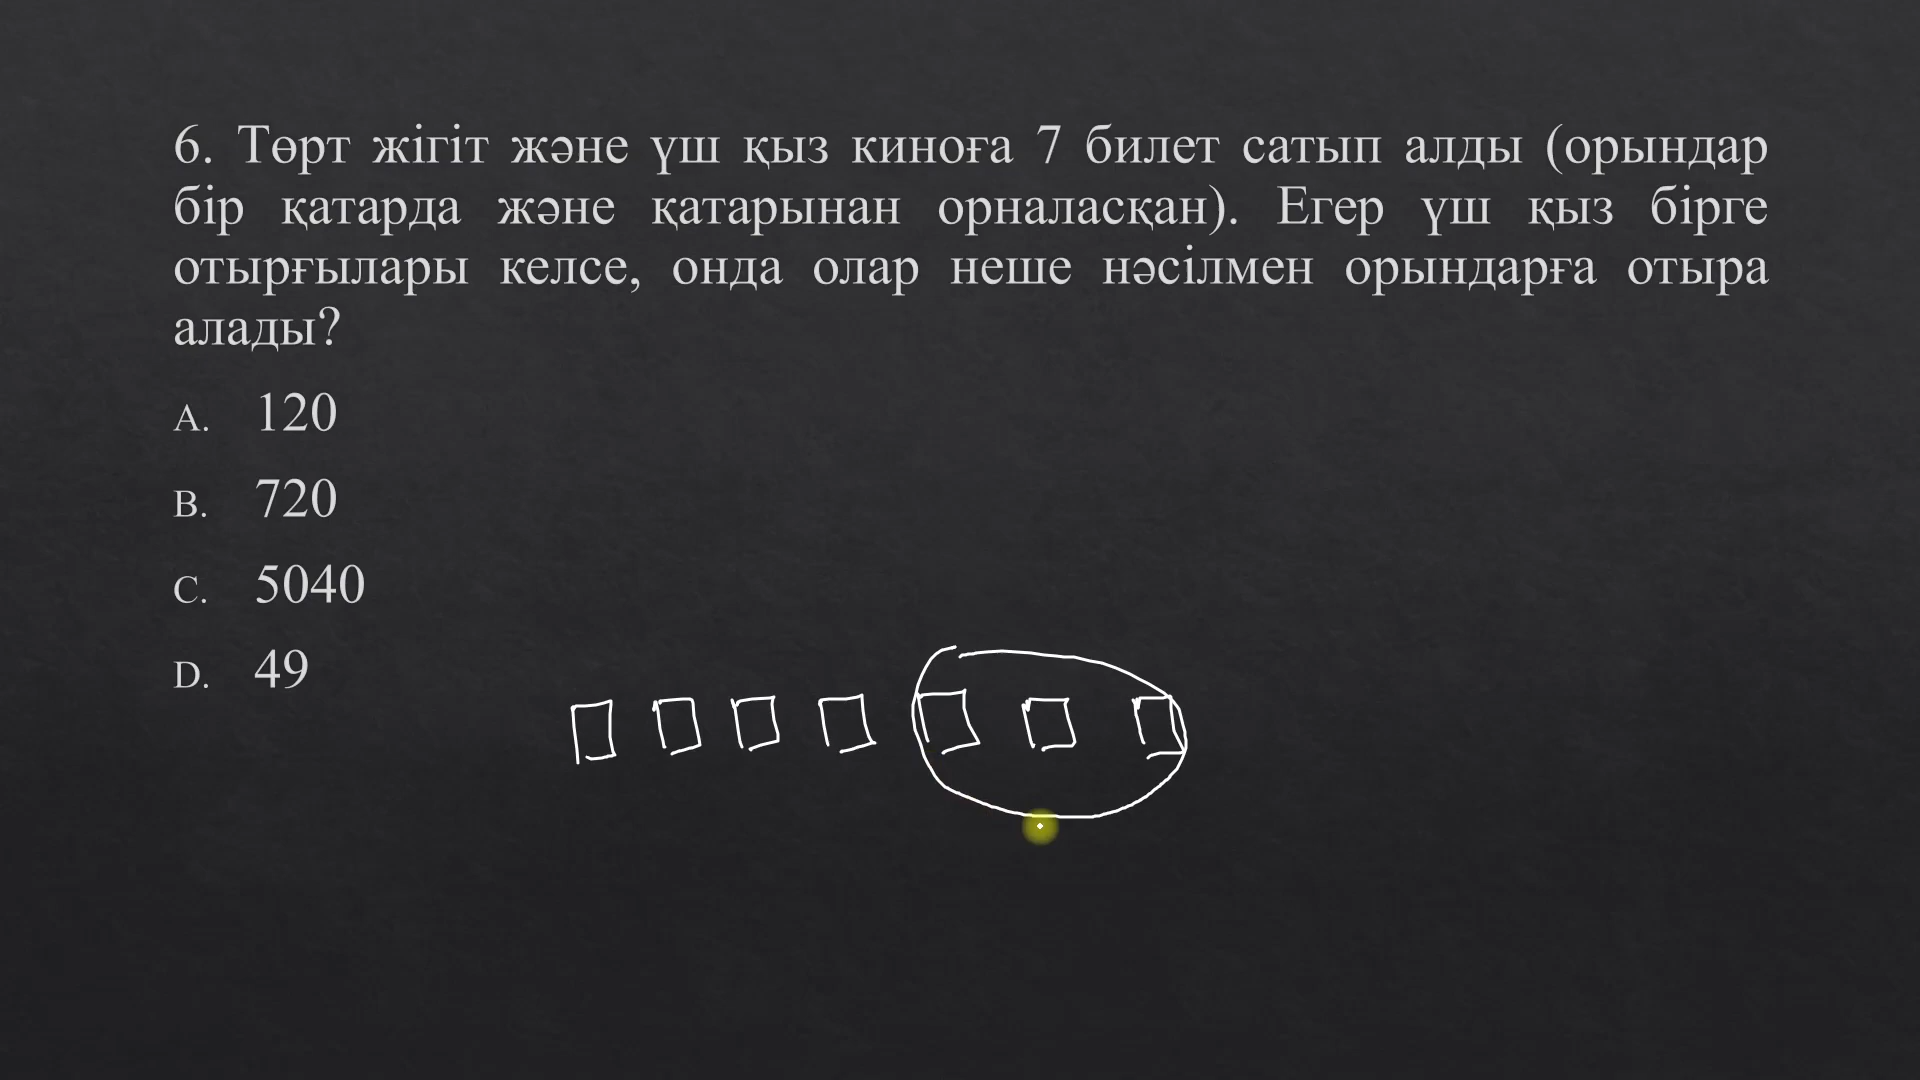 6. Төрт жігіт және үш қыз киноға 7 билет сатып алды (орындар
бір қатарда және қатарынан орналасқан). Егер үш қыз бірге
отырғылары келсе, онда олар неше нәсілмен орындарға отыра
алады?
A. 120
B. 720
C. 5040
D. 49